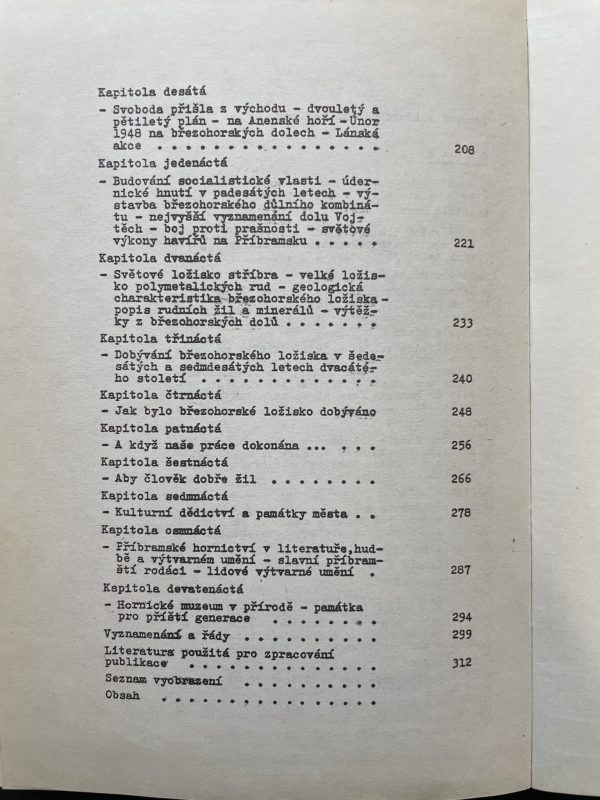 Kapitola desátá
- Svoboda přišla z východu - dvouletý a
pětiletý plán - na Anenské hoří - Únor
1948 na březohorských dolech - Lánská
akce . . . . . . . . . . . . . . . 208
Kapitola jedenáctá
- Budování socialistické vlasti - úder-
nické hnutí v padesátých letech - vý-
stavba březohorského důlního kombiná-
tu - nejvyšší vyznamenání dolu Voj-
těch - boj proti prašnosti - světové
výkony havířů na Příbramsku . . . . . 221
Kapitola dvanáctá
- Světové ložisko stříbra - velké ložis-
ko polymetalických rud - geologická
charakteristika březohorského ložiska -
popis rudních žil a minerálů - výtěž-
ky z březohorských dolů . . . . . . . 233
Kapitola třináctá
- Dobývání březohorského ložiska v šede-
sátých a sedmdesátých letech dvacáté-
ho století . . . . . . . . . . . . . 240
Kapitola čtrnáctá
- Jak bylo březohorské ložisko dobýváno 248
Kapitola patnáctá
- A když naše práce dokonána ... . . . 256
Kapitola šestnáctá
- Aby člověk dobře žil . . . . . . . . 266
Kapitola sedmnáctá
- Kulturní dědictví a památky města . . 278
Kapitola osmnáctá
- Příbramské hornictví v literatuře,hud-
bě a výtvarném umění - slavní příbram-
ští rodáci - lidové výtvarné umění . 287
Kapitola devatenáctá
- Hornické muzeum v přírodě - památka
pro příští generace . . . . . . . . 294
Vyznamenání a řády . . . . . . . . . 299
Literatura použitá pro zpracování
publikace . . . . . . . . . . . . . 312
Seznam vyobrazení . . . . . . . . .
Obsah . . . . . . . . . . . . . . .